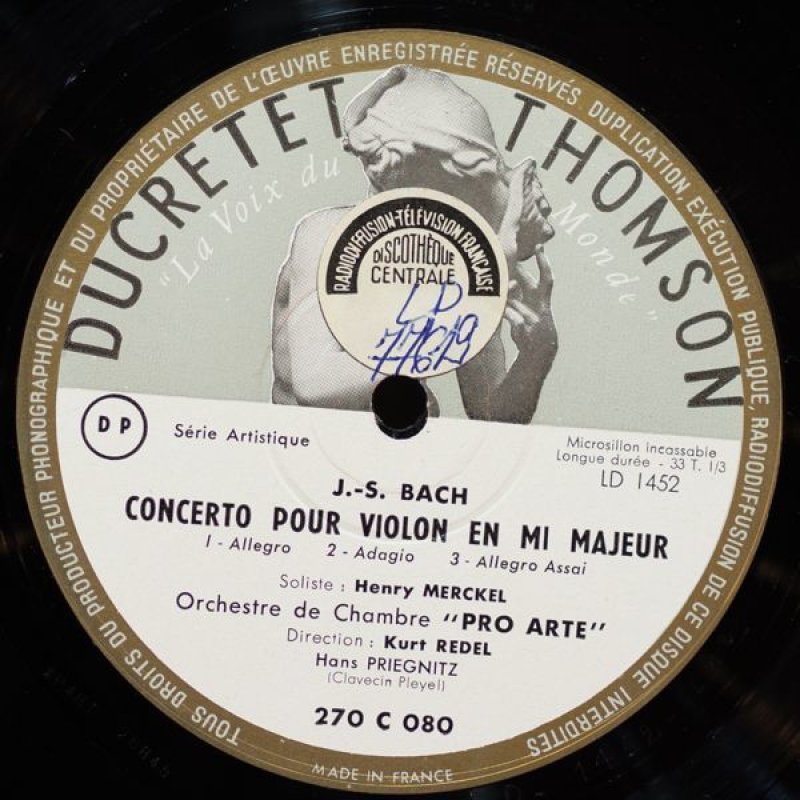 TOUS DROITS DU PRODUCTEUR PHONOGRAPHIQUE ET DU PROPRIÉTAIRE DE L'ŒUVRE ENREGISTRÉE RÉSERVÉS. DUPLICATION, EXÉCUTION PUBLIQUE, RADIODIFFUSION DE CE DISQUE INTERDITES
DUCRETET THOMSON
"La Voix du Monde"
RADIODIFFUSION-TÉLÉVISION FRANÇAISE
DISCOTHÈQUE
CENTRALE
LD
77619
DP
Série Artistique
Microsillon incassable
Longue durée - 33 T. 1/3
LD 1452
J.-S. BACH
CONCERTO POUR VIOLON EN MI MAJEUR
1 - Allegro 2 - Adagio 3 - Allegro Assai
Soliste : Henry MERCKEL
Orchestre de Chambre "PRO ARTE"
Direction : Kurt REDEL
Hans PRIEGNITZ
(Clavecin Pleyel)
270 C 080
MADE IN FRANCE